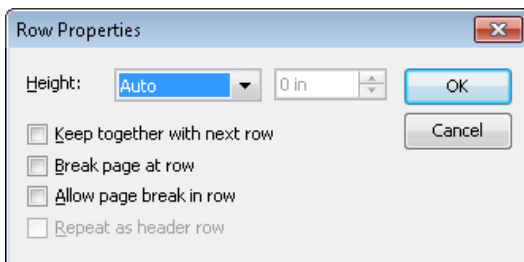 Row Properties
Height: Auto 0 in OK
Keep together with next row Cancel
Break page at row
Allow page break in row
Repeat as header row